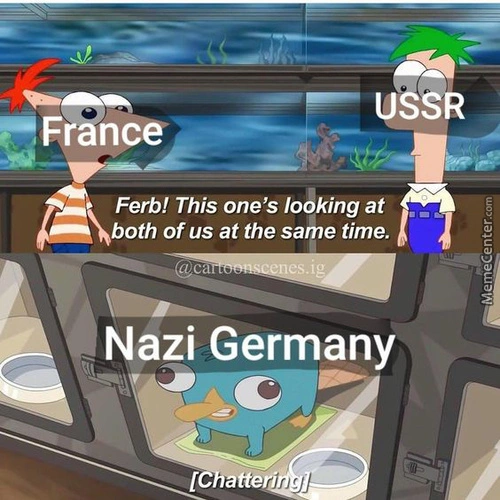 USSR
France
Ferb! This one's looking at
both of us at the same time.
MemeCenter.com
@cartoonscenes.ig
Nazi Germany
[Chattering]